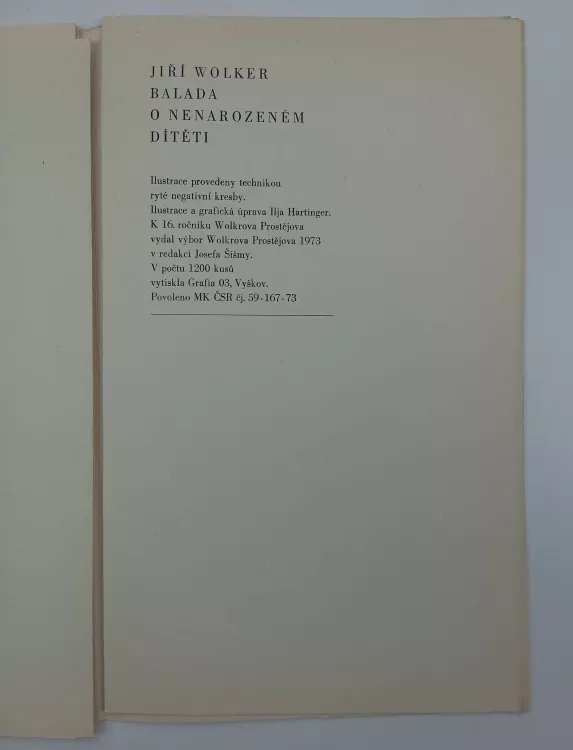 JIŘÍ WOLKER
BALADA
O NENAROZENÉM
DÍTĚTI
Ilustrace provedeny technikou
ryté negativní kresby.
Ilustrace a grafická úprava Ilja Hartinger.
K 16. ročníku Wolkrova Prostějova
vydal výbor Wolkrova Prostějova 1973
v redakci Josefa Šišmy.
V počtu 1200 kusů
vytiskla Grafia 03, Vyškov.
Povoleno MK ČSR čj. 59-167-73